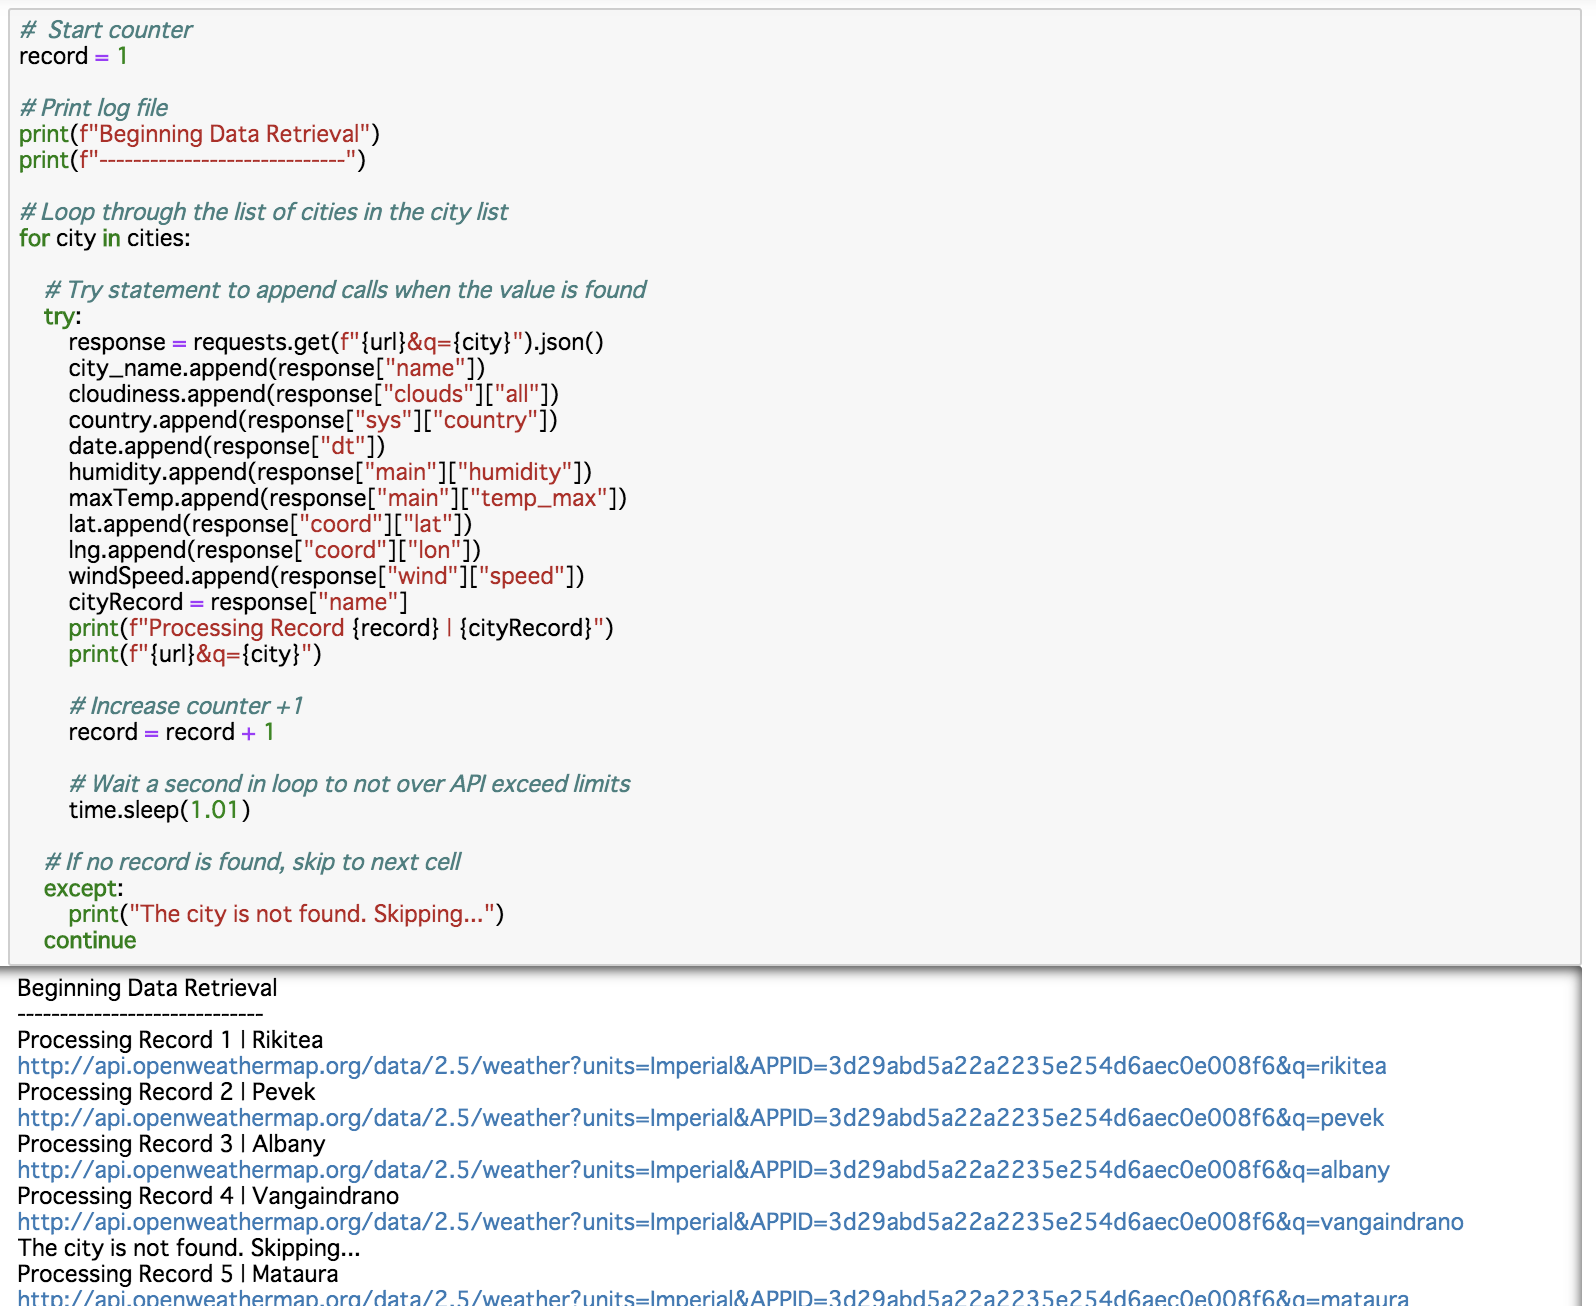 #  Start counter
record = 1
# Print log file
print(f"Beginning Data Retrieval")
print(f"-----------------------------")
# Loop through the list of cities in the city list
for city in cities:
# Try statement to append calls when the value is found
try:
response = requests.get(f"{url}&q={city}").json()
city_name.append(response["name"])
cloudiness.append(response["clouds"]["all"])
country.append(response["sys"]["country"])
date.append(response["dt"])
humidity.append(response["main"]["humidity"])
maxTemp.append(response["main"]["temp_max"])
lat.append(response["coord"]["lat"])
lng.append(response["coord"]["lon"])
windSpeed.append(response["wind"]["speed"])
cityRecord = response["name"]
print(f"Processing Record {record} | {cityRecord}")
print(f"{url}&q={city}")
# Increase counter +1
record = record + 1
# Wait a second in loop to not over API exceed limits
time.sleep(1.01)
# If no record is found, skip to next cell
except:
print("The city is not found. Skipping...")
continue
Beginning Data Retrieval
-----------------------------
Processing Record 1 | Rikitea
http://api.openweathermap.org/data/2.5/weather?units=Imperial&APPID=3d29abd5a22a2235e254d6aec0e008f6&q=rikitea
Processing Record 2 | Pevek
http://api.openweathermap.org/data/2.5/weather?units=Imperial&APPID=3d29abd5a22a2235e254d6aec0e008f6&q=pevek
Processing Record 3 | Albany
http://api.openweathermap.org/data/2.5/weather?units=Imperial&APPID=3d29abd5a22a2235e254d6aec0e008f6&q=albany
Processing Record 4 | Vangaindrano
http://api.openweathermap.org/data/2.5/weather?units=Imperial&APPID=3d29abd5a22a2235e254d6aec0e008f6&q=vangaindrano
The city is not found. Skipping...
Processing Record 5 | Mataura
http://api.openweathermap.org/data/2.5/weather?units=Imperial&APPID=3d29abd5a22a2235e254d6aec0e008f6&q=mataura